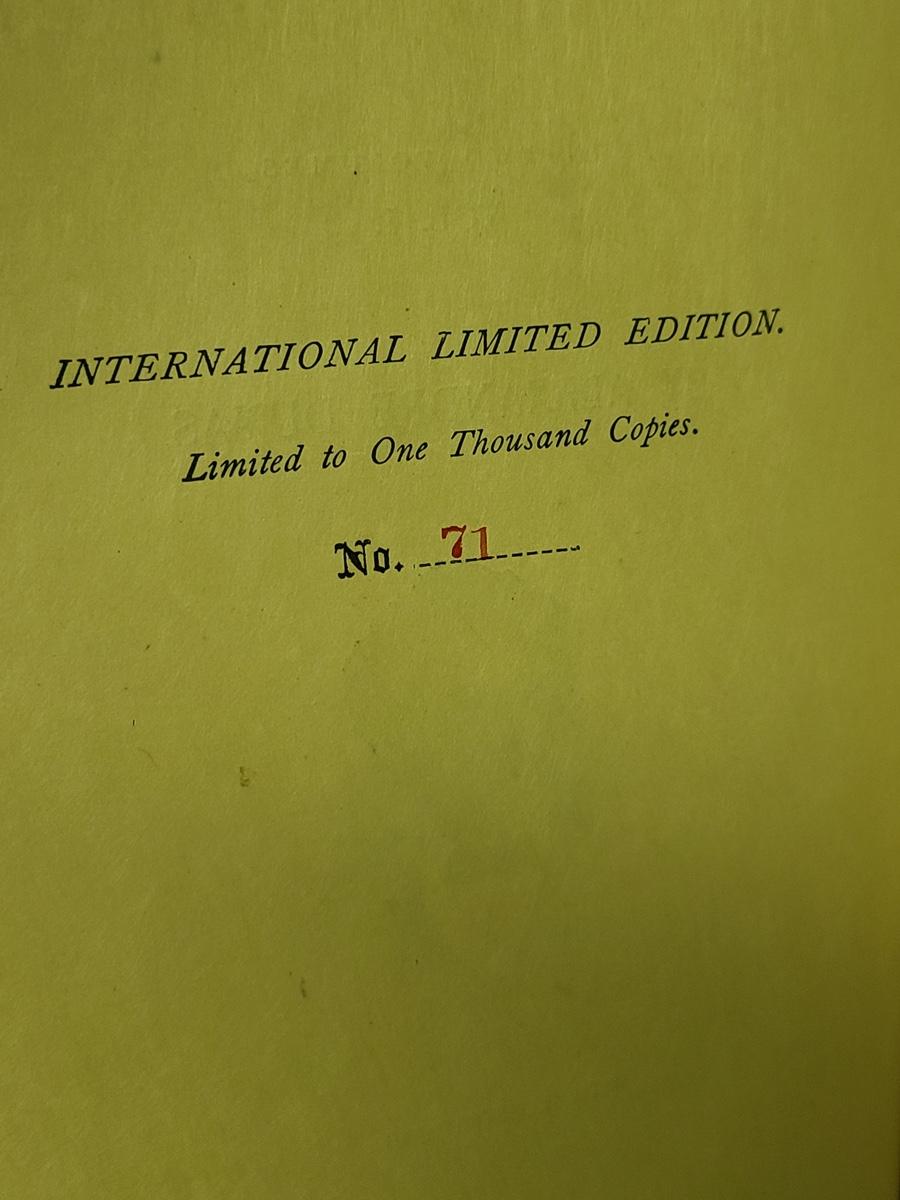 INTERNATIONAL LIMITED EDITION.
Limited to One Thousand Copies.
No. 71